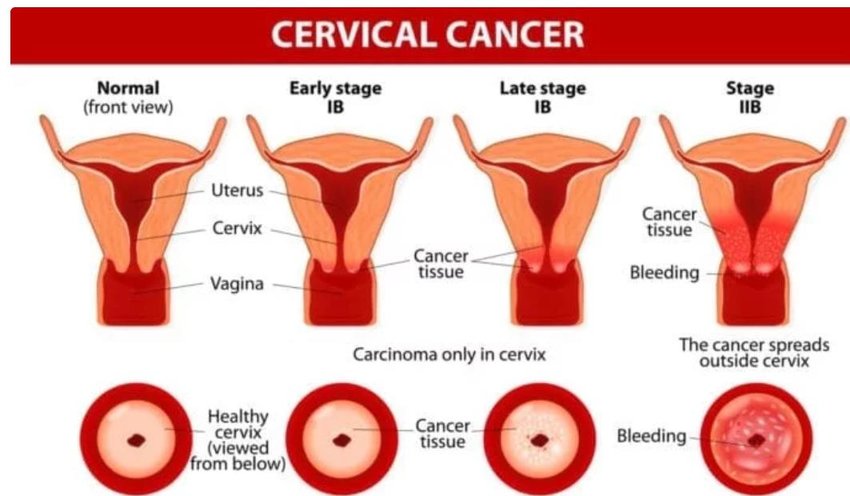 CERVICAL CANCER
Normal
(front view)
Early stage
IB
Late stage
IB
Stage
IIB
Uterus
Cervix
Vagina
Cancer
tissue
Cancer
tissue
Bleeding
Carcinoma only in cervix
The cancer spreads
outside cervix
Healthy
cervix
(viewed
from below)
Cancer
tissue
Bleeding